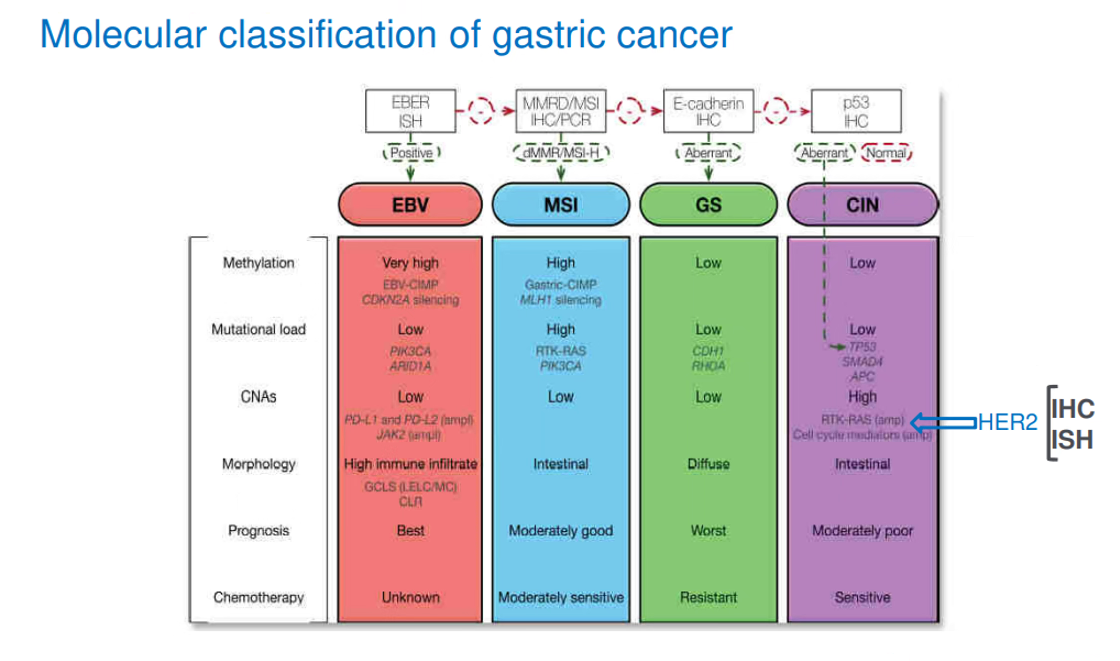 Molecular classification of gastric cancer
EBER
ISH
-
MMRD/MSI
IHC/PCR
-
E-cadherin
IHC
-
p53
IHC
Positive
dMMR/MSI-H
Aberrant
Aberrant
Normal
EBV
MSI
GS
CIN
Methylation
Very high
EBV-CIMP
CDKN2A silencing
High
Gastric-CIMP
MLH1 silencing
Low
Low
Mutational load
Low
PIK3CA
ARID1A
High
RTK-RAS
PIK3CA
Low
CDH1
RHOA
Low
TP53
SMAD4
APC
CNAs
Low
PD-L1 and PD-L2 (ampl)
JAK2 (ampl)
Low
Low
High
RTK-RAS (amp)
Cell cycle mediators (amp)
HER2
IHC
ISH
Morphology
High immune infiltrate
GCLS (LELC/MC)
CLR
Intestinal
Diffuse
Intestinal
Prognosis
Best
Moderately good
Worst
Moderately poor
Chemotherapy
Unknown
Moderately sensitive
Resistant
Sensitive